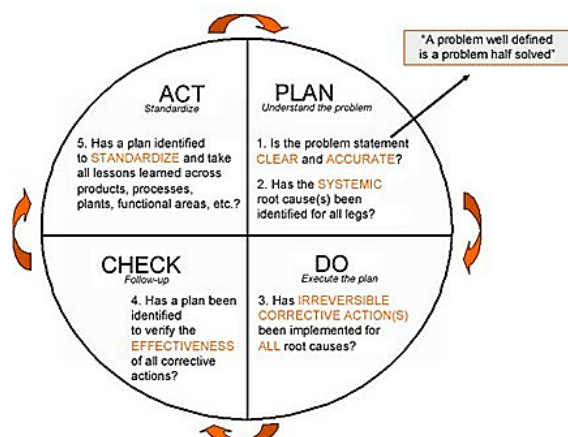 "A problem well defined
is a problem half solved"
ACT
Standardize
5. Has a plan identified
to STANDARDIZE and take
all lessons learned across
products, processes,
plants, functional areas, etc.?
PLAN
Understand the problem
1. Is the problem statement
CLEAR and ACCURATE?
2. Has the SYSTEMIC
root cause(s) been
identified for all legs?
CHECK
Follow-up
4. Has a plan been
identified
to verify the
EFFECTIVENESS
of all corrective
actions?
DO
Execute the plan
3. Has IRREVERSIBLE
CORRECTIVE ACTION(S)
been implemented for
ALL root causes?